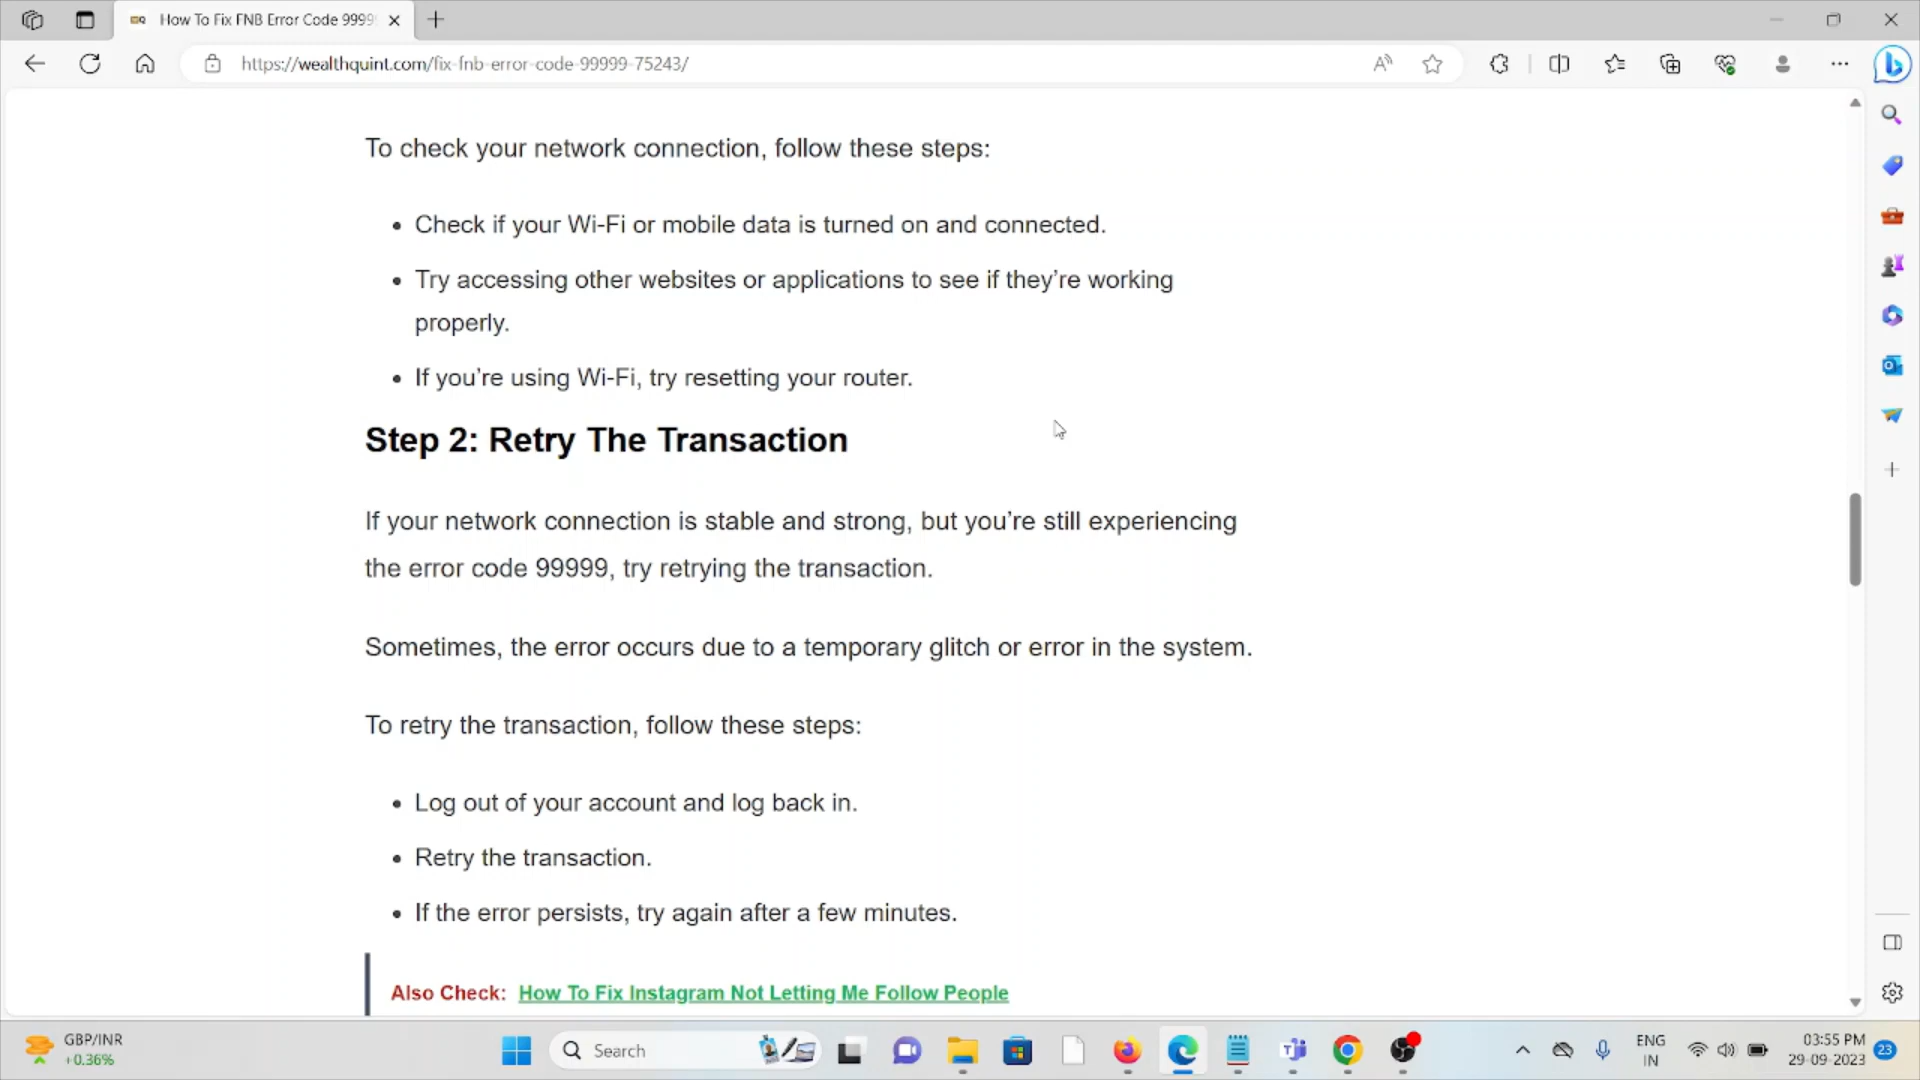 How To Fix FNB Error Code 9999
https://wealthquint.com/fix-fnb-error-code-99999-75243/
To check your network connection, follow these steps:
• Check if your Wi-Fi or mobile data is turned on and connected.
• Try accessing other websites or applications to see if they’re working
properly.
• If you’re using Wi-Fi, try resetting your router.
Step 2: Retry The Transaction
If your network connection is stable and strong, but you’re still experiencing
the error code 99999, try retrying the transaction.
Sometimes, the error occurs due to a temporary glitch or error in the system.
To retry the transaction, follow these steps:
• Log out of your account and log back in.
• Retry the transaction.
• If the error persists, try again after a few minutes.
Also Check: How To Fix Instagram Not Letting Me Follow People
GBP/INR
+0.36%
Search
ENG
IN
03:55 PM
29-09-2023
23